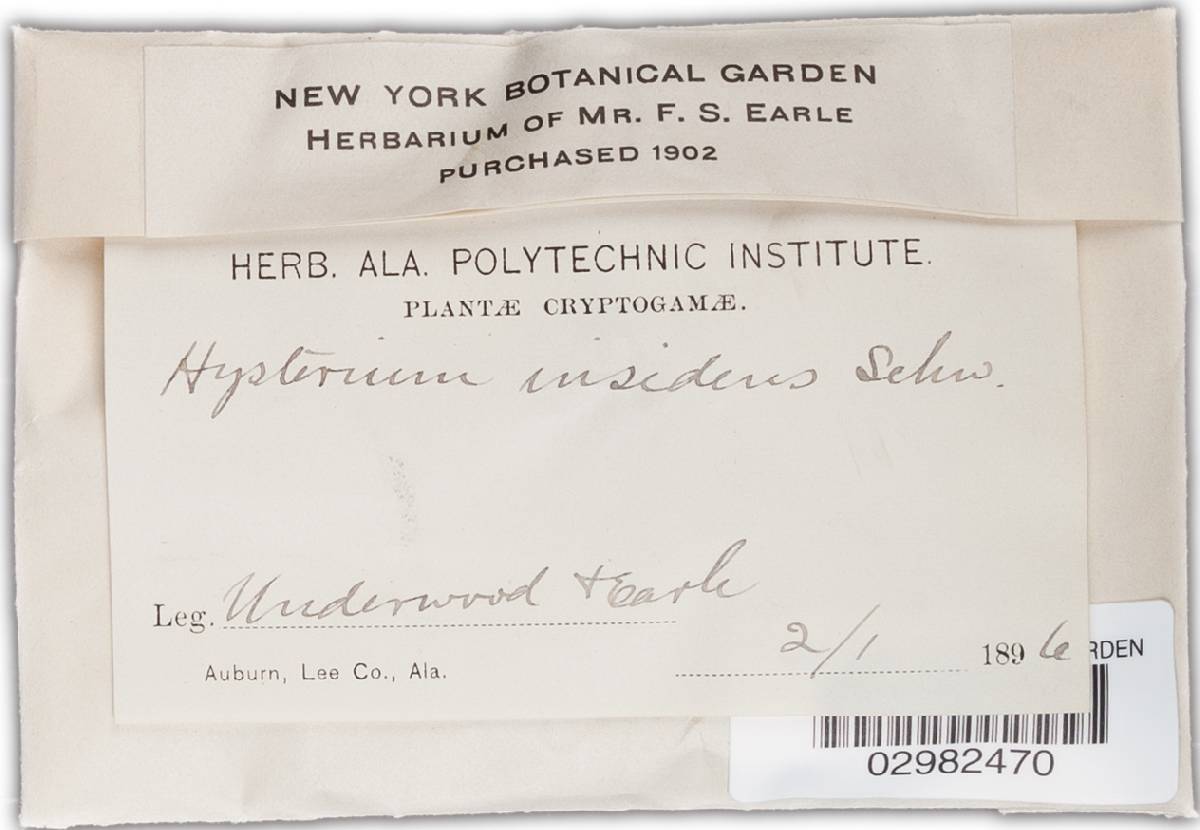 NEW YORK BOTANICAL GARDEN
HERBARIUM OF MR. F. S. EARLE
PURCHASED 1902
HERB. ALA. POLYTECHNIC INSTITUTE.
PLANTÆ CRYPTOGAMÆ.
Hysterium insidens Schw.
Leg. Underwood & Earle
2/1 1896
Auburn, Lee Co., Ala.
RDEN
02982470